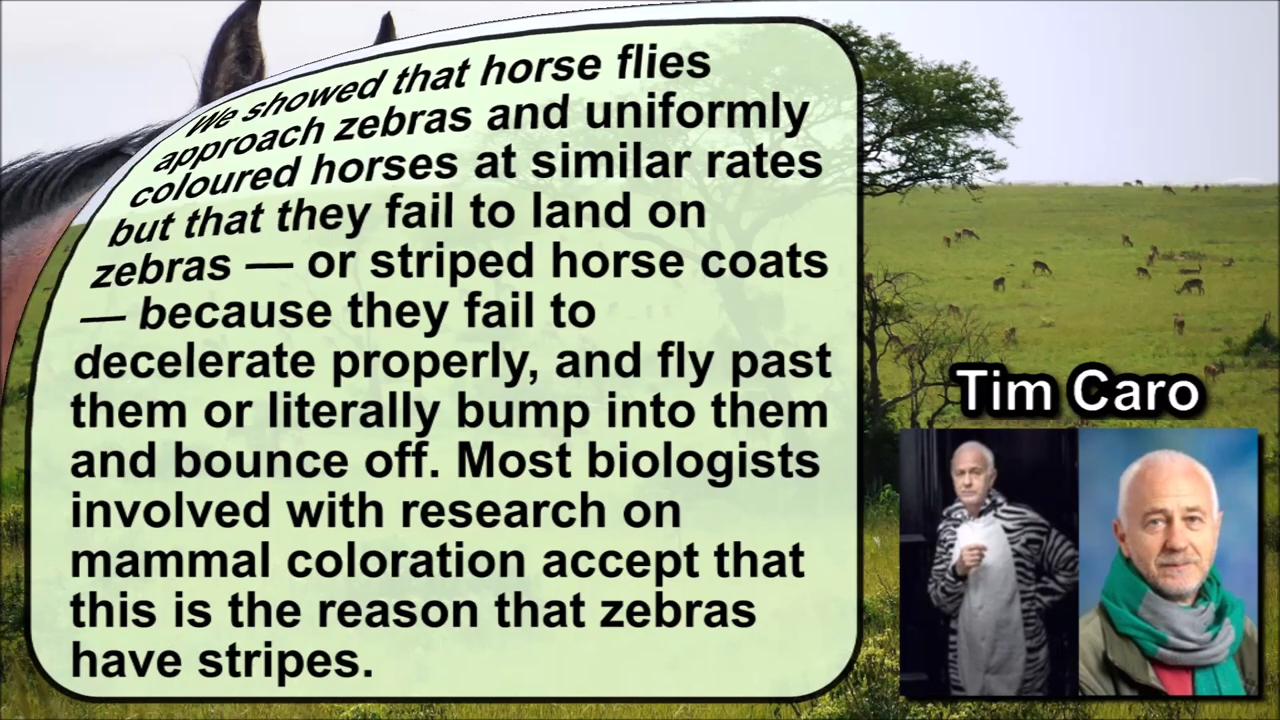 We showed that horse flies
approach zebras and uniformly
coloured horses at similar rates
but that they fail to land on
zebras — or striped horse coats
— because they fail to
decelerate properly, and fly past
them or literally bump into them
and bounce off. Most biologists
involved with research on
mammal coloration accept that
this is the reason that zebras
have stripes.
Tim Caro